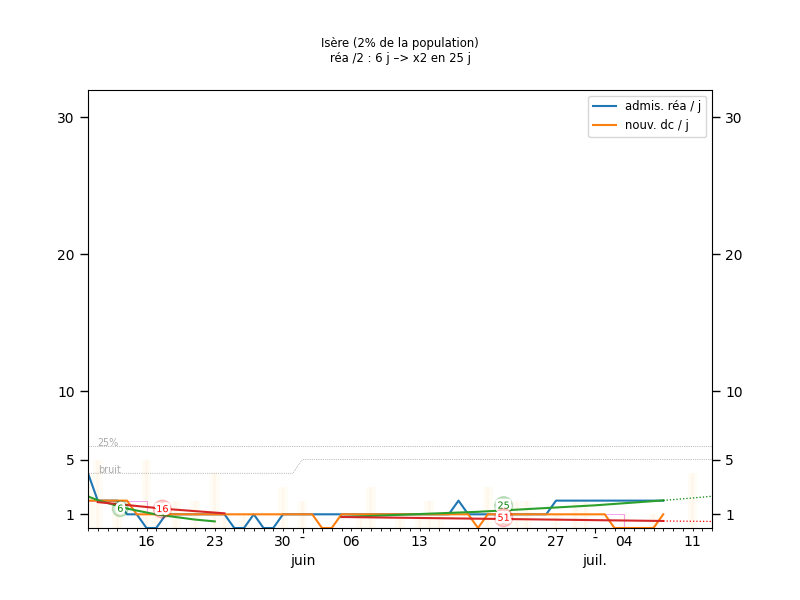 Isère (2% de la population)
réa /2 : 6 j –> x2 en 25 j
admis. réa / j
nouv. dc / j
30 30
20 20
10 10
25%
5 5
bruit
6 16 25
51
1 1
16 23 30 - 06 13 20 27 - 04 11
juin juil.